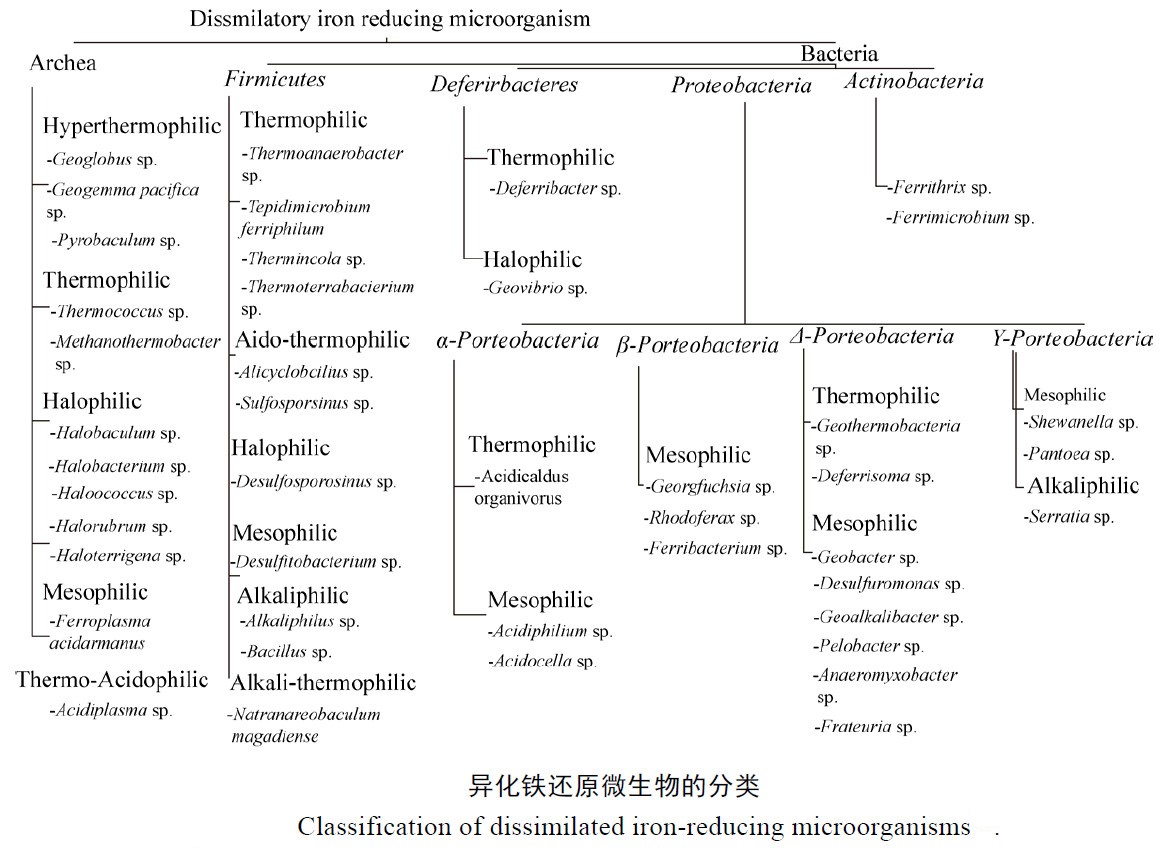 Dissmilatory iron reducing microorganism
Archea
Bacteria
Firmicutes
Deferirbacteres
Proteobacteria
Actinobacteria
Hyperthermophilic
-Geoglobus sp.
-Geogemma pacifica
sp.
-Pyrobaculum sp.
Thermophilic
-Thermococcus sp.
-Methanothermobacter
sp.
Halophilic
-Halobaculum sp.
-Halobacterium sp.
-Haloococcus sp.
-Halorubrum sp.
-Haloterrigena sp.
Mesophilic
-Ferroplasma
acidarmanus
Thermo-Acidophilic
-Acidiplasma sp.
Thermophilic
-Thermoanaerobacter
sp.
-Tepidimicrobium
ferriphilum
-Thermincola sp.
-Thermoterrabacierium
sp.
Aido-thermophilic
-Alicyclobcilius sp.
-Sulfosporsinus sp.
Halophilic
-Desulfosporosinus sp.
Mesophilic
-Desulfitobacterium sp.
Alkaliphilic
-Alkaliphilus sp.
-Bacillus sp.
Alkali-thermophilic
-Natranareobaculum
magadiense
Thermophilic
-Deferribacter sp.
Halophilic
-Geovibrio sp.
-Ferrithrix sp.
-Ferrimicrobium sp.
α-Porteobacteria
β-Porteobacteria
Δ-Porteobacteria
Υ-Porteobacteria
Thermophilic
-Acidicaldus
organivorus
Mesophilic
-Acidiphilium sp.
-Acidocella sp.
Mesophilic
-Georgfuchsia sp.
-Rhodoferax sp.
-Ferribacterium sp.
Thermophilic
-Geothermobacteria
sp.
-Deferrisoma sp.
Mesophilic
-Geobacter sp.
-Desulfuromonas sp.
-Geoalkalibacter sp.
-Pelobacter sp.
-Anaeromyxobacter
sp.
-Frateuria sp.
Mesophilic
-Shewanella sp.
-Pantoea sp.
Alkaliphilic
-Serratia sp.
异化铁还原微生物的分类
Classification of dissimilated iron-reducing microorganisms .